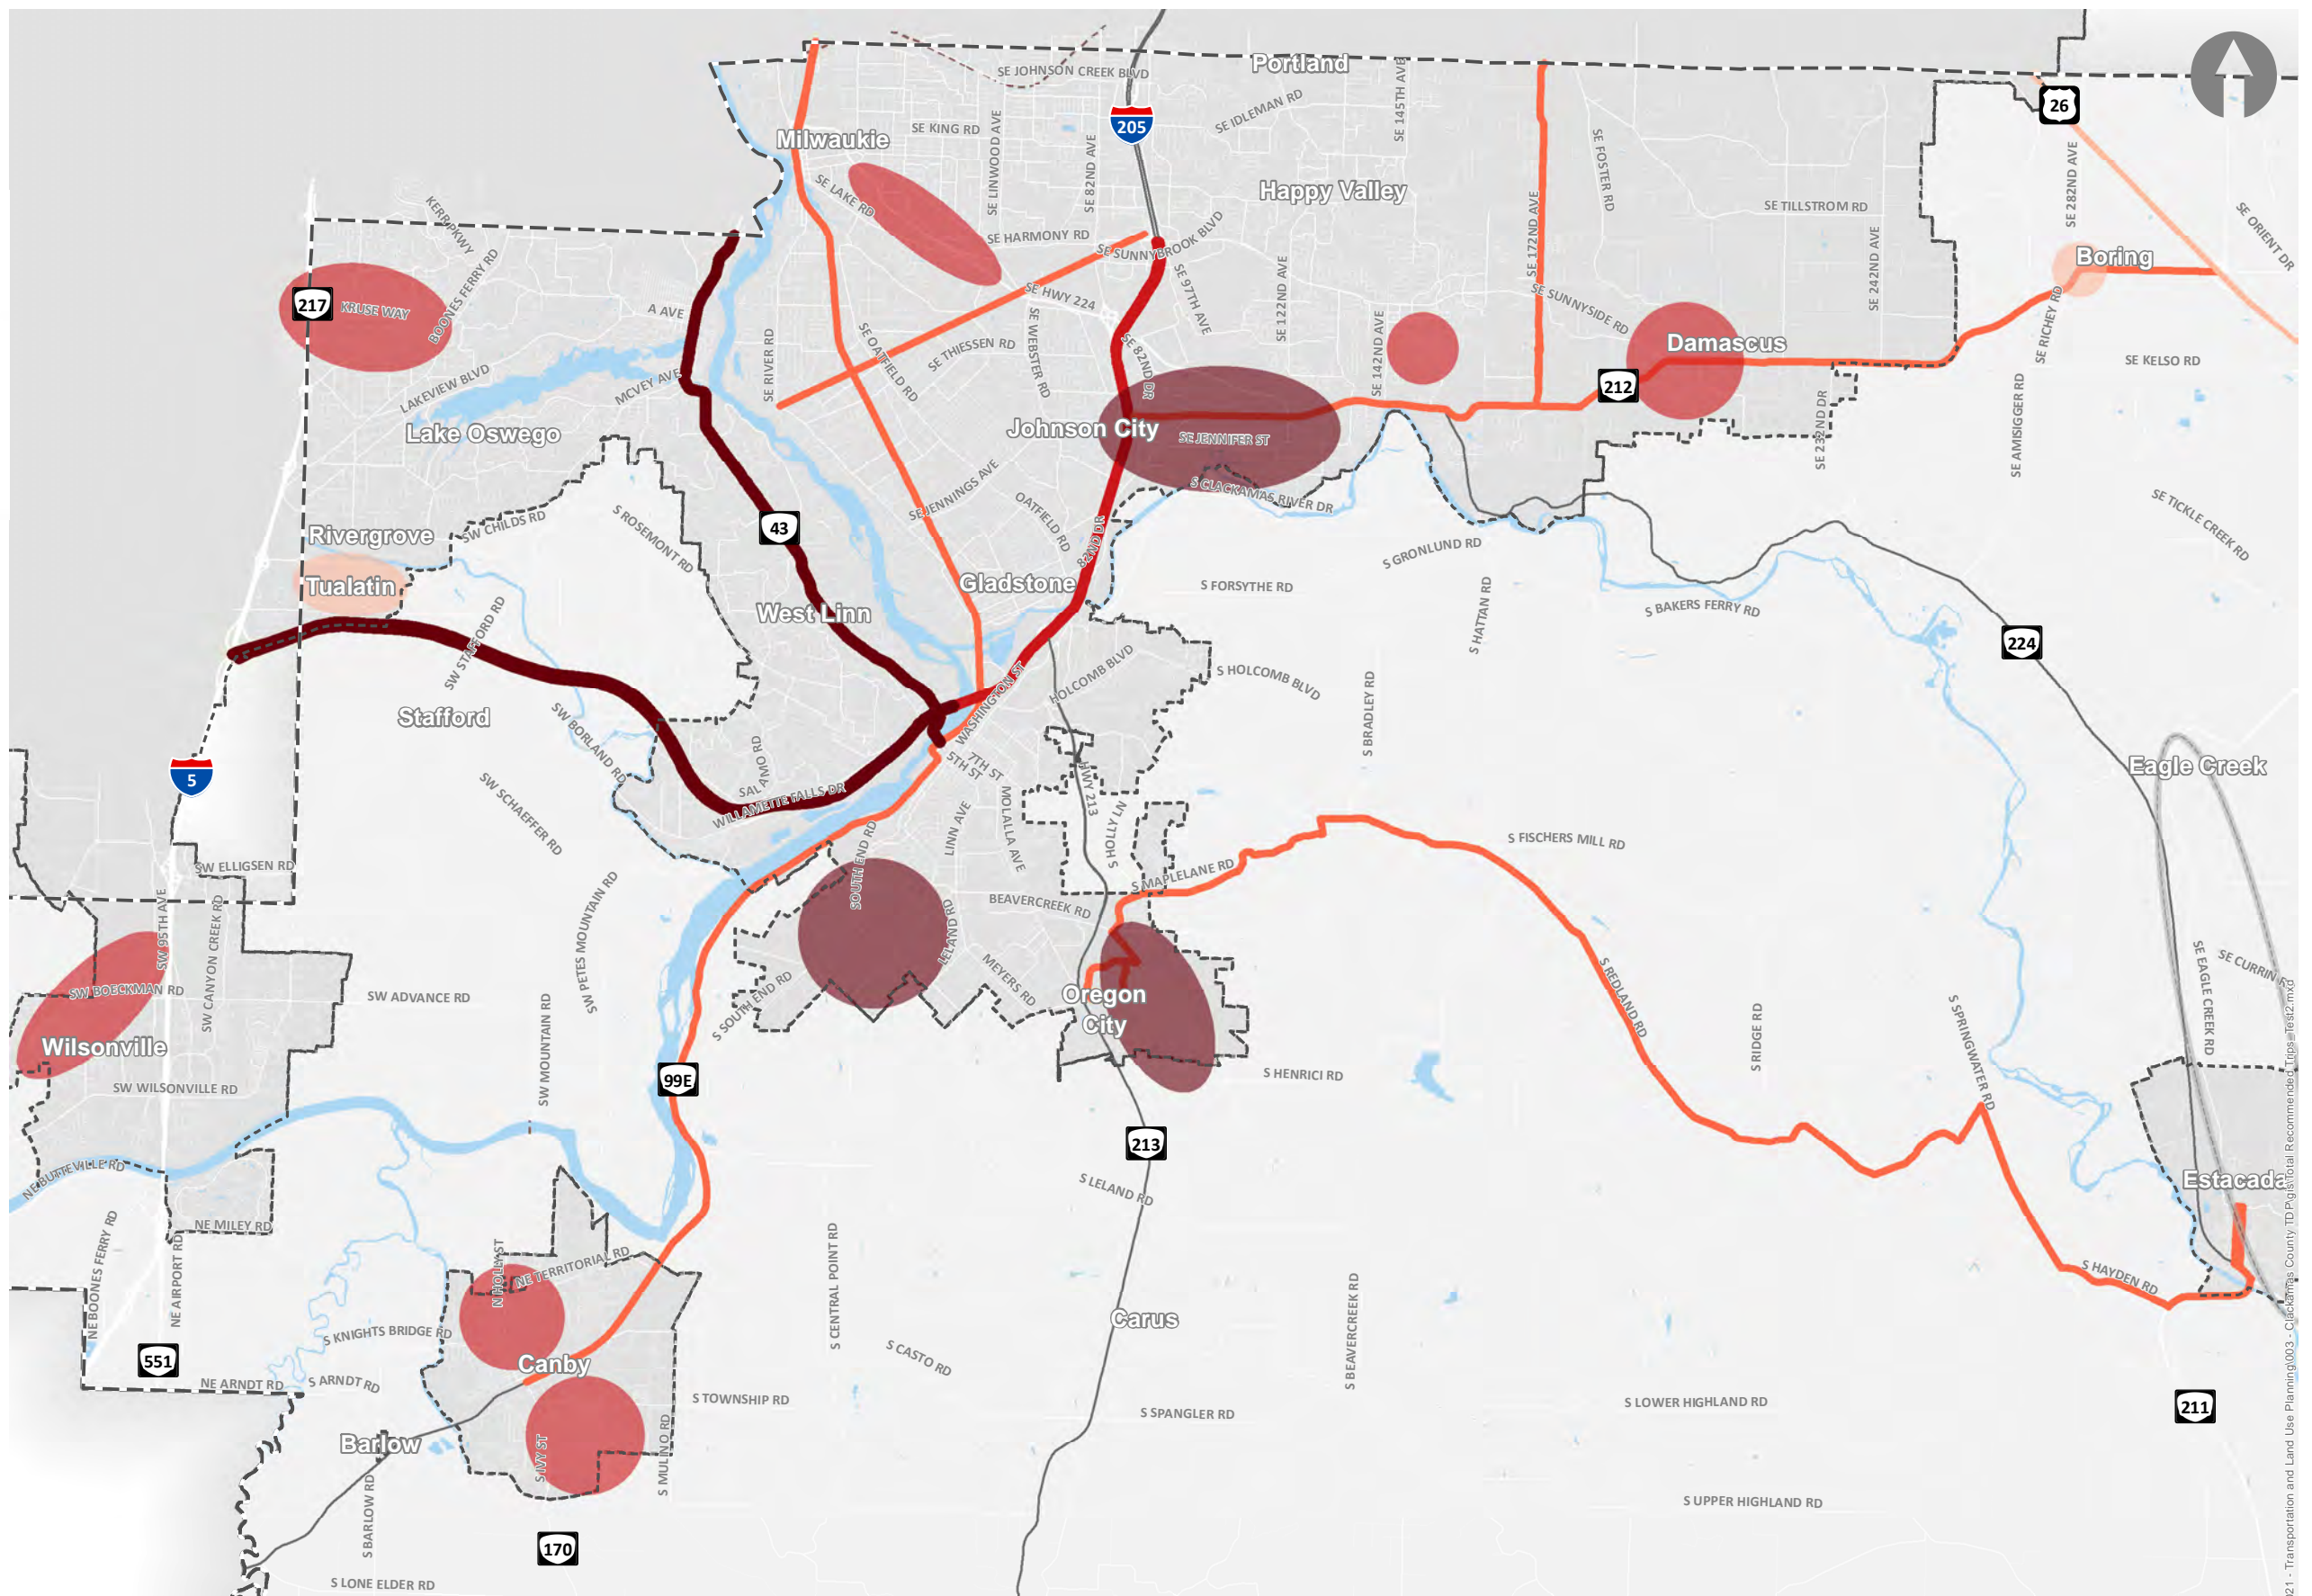 Portland
SE JOHNSON CREEK BLVD
26
205
SE IDLEMAN RD
SE 145TH AVE
SE KING RD
SE LINWOOD AVE
SE 82ND AVE
Milwaukie
SE LAKE RD
Happy Valley
SE FOSTER RD
SE 172ND AVE
SE TILLSTROM RD
SE 282ND AVE
SE ORIENT DR
KERR PKWY
BOONES FERRY RD
SE HARMONY RD
SE SUNNYBROOK BLVD
SE 97TH AVE
SE 122ND AVE
SE 242ND AVE
Boring
217
KRUSE WAY
A AVE
SE HWY 224
SE SUNNYSIDE RD
SE RICHEY RD
SE RIVER RD
SE OATFIELD RD
SE THIESSEN RD
SE WEBSTER RD
SE 82ND DR
SE 142ND AVE
Damascus
SE KELSO RD
LAKEVIEW BLVD
MCVEY AVE
212
Lake Oswego
Johnson City
SE JENNIFER ST
SE 232ND DR
SE AMISIGGER RD
SE JENNINGS AVE
OATFIELD RD
S CLACKAMAS RIVER DR
SE TICKLE CREEK RD
Rivergrove
SW CHILDS RD
S ROSEMONT RD
43
82ND DR
S GRONLUND RD
Tualatin
Gladstone
S FORSYTHE RD
S HATTAN RD
S BAKERS FERRY RD
West Linn
SW STAFFORD RD
224
HOLCOMB BLVD
S HOLCOMB BLVD
WASHINGTON ST
S BRADLEY RD
Stafford
SW BORLAND RD
SALAMO RD
7TH ST
5TH ST
HWY 213
Eagle Creek
5
SW SCHAEFFER RD
WILLAMETTE FALLS DR
LINN AVE
MOLALLA AVE
S HOLLY LN
S FISCHERS MILL RD
SW ELLIGSEN RD
SOUTH END RD
S MAPLELANE RD
BEAVERCREEK RD
SW 95TH AVE
SW CANYON CREEK RD
SW PETES MOUNTAIN RD
LELAND RD
MEYERS RD
S SOUTH END RD
S REDLAND RD
SE EAGLE CREEK RD
SE CURRIN RD
SW BOECKMAN RD
SW ADVANCE RD
Oregon
City
S RIDGE RD
S SPRINGWATER RD
Wilsonville
SW MOUNTAIN RD
SW WILSONVILLE RD
99E
S HENRICI RD
213
NE BUTTEVILLE RD
S LELAND RD
Estacada
NE MILEY RD
NE BOONES FERRY RD
NE AIRPORT RD
N HOLLY ST
NE TERRITORIAL RD
S CENTRAL POINT RD
S HAYDEN RD
Carus
S BEAVERCREEK RD
S KNIGHTS BRIDGE RD
551
Canby
S CASTO RD
NE ARNDT RD
S ARNDT RD
S TOWNSHIP RD
S SPANGLER RD
S LOWER HIGHLAND RD
211
Barlow
S IVY ST
S MULINO RD
S BARLOW RD
S UPPER HIGHLAND RD
170
S LONE ELDER RD
021 - Transportation and Land Use Planning\003 - Clackamas County TDP\gis\Total Recommended Trips_Test2.mxd